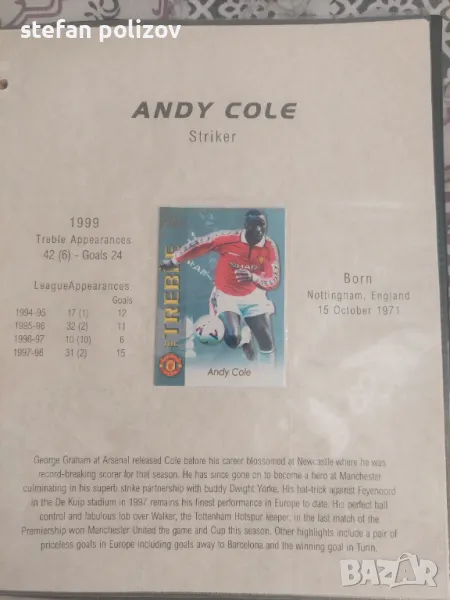 stefan polizov
ANDY COLE
Striker
1999
Treble Appearances
42 (6) - Goals 24
League Appearances
Goals
1994-95 17 (1) 12
1995-96 32 (2) 11
1996-97 10 (10) 6
1997-98 31 (2) 15
THE TREBLE
SHARP
Andy Cole
Born
Nottingham, England
15 October 1971
George Graham at Arsenal released Cole before his career blossomed at Newcastle where he was
record-breaking scorer for that season. He has since gone on to become a hero at Manchester
culminating in his superb strike partnership with buddy Dwight Yorke. His hat-trick against Feyenoord
in the De Kuip stadium in 1997 remains his finest performance in Europe to date. His perfect ball
control and fabulous lob over Walker, the Tottenham Hotspur keeper, in the last match of the
Premiership won Manchester United the game and Cup this season. Other highlights include a pair of
priceless goals in Europe including goals away to Barcelona and the winning goal in Turin.
BAZAR